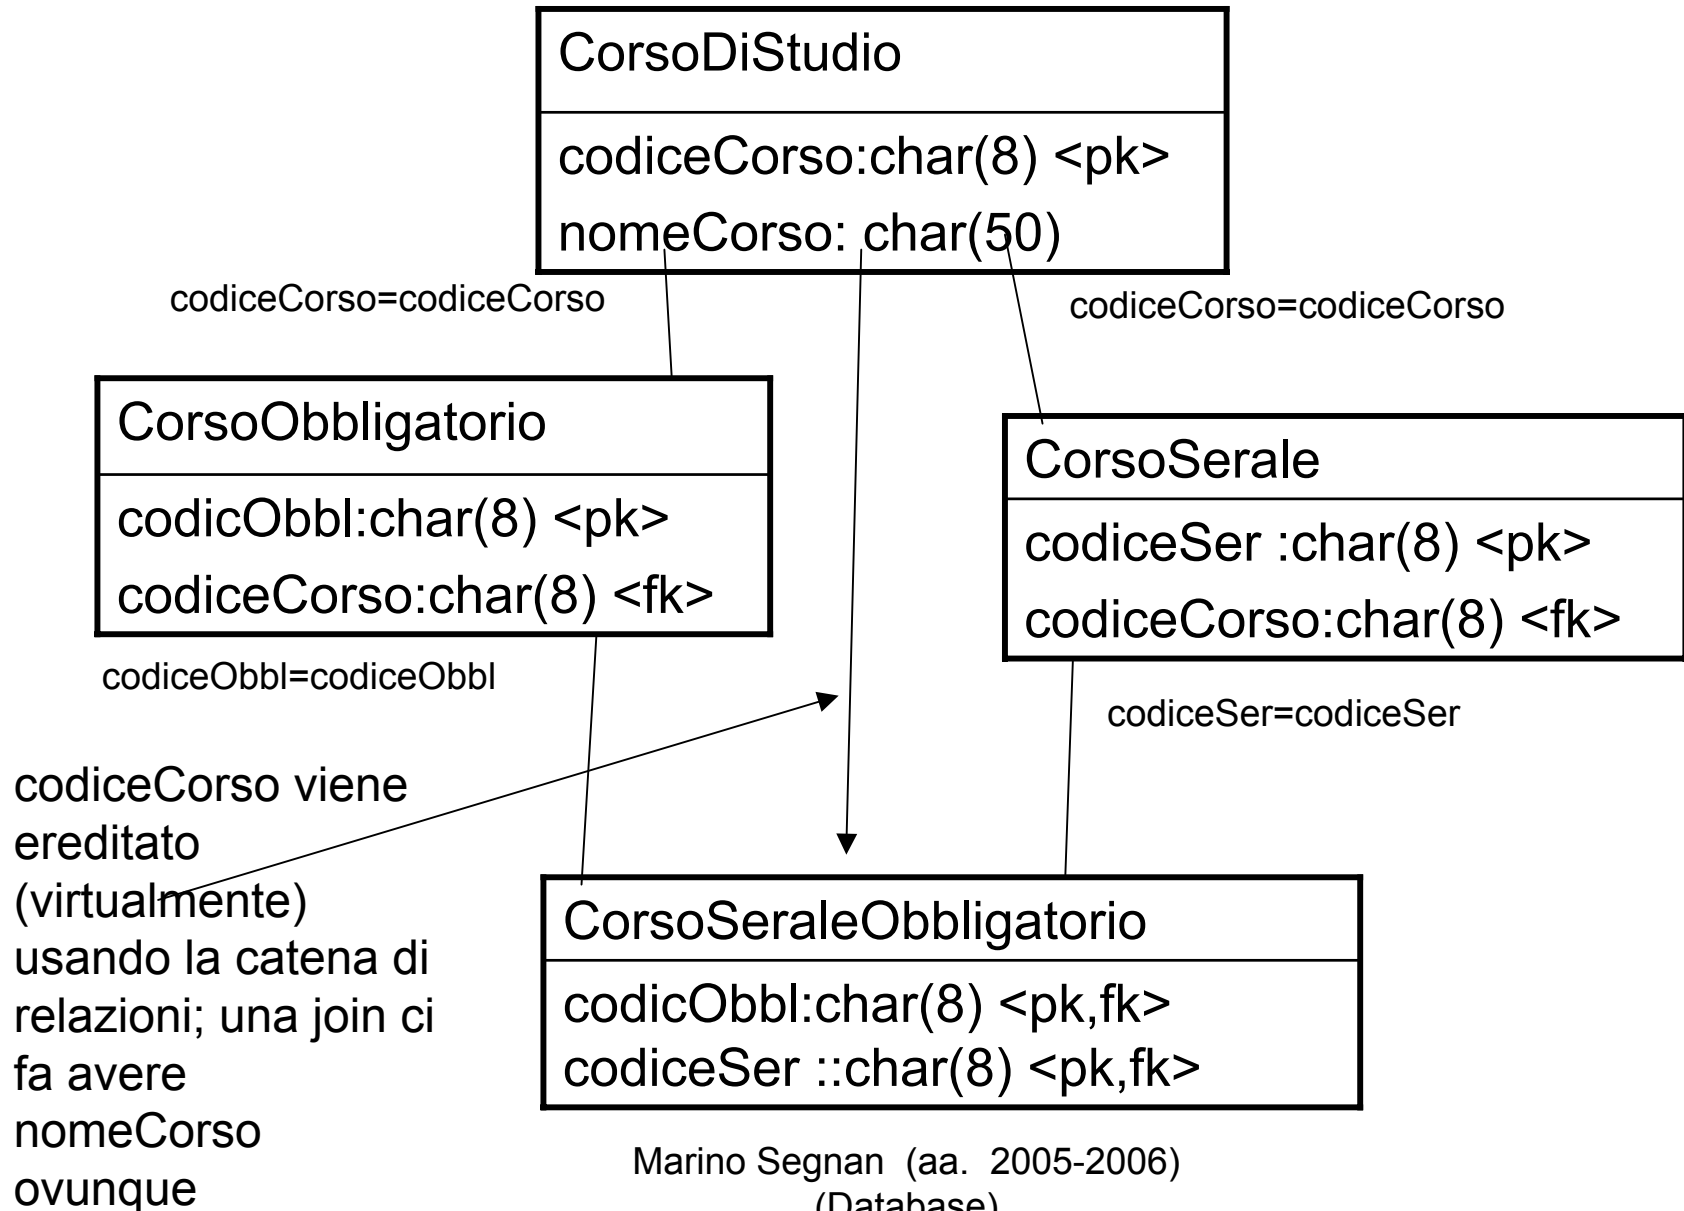 CorsoDiStudio
codiceCorso:char(8) <pk>
nomeCorso: char(50)
codiceCorso=codiceCorso
codiceCorso=codiceCorso
CorsoObbligatorio
codicObbl:char(8) <pk>
codiceCorso:char(8) <fk>
CorsoSerale
codiceSer :char(8) <pk>
codiceCorso:char(8) <fk>
codiceObbl=codiceObbl
codiceSer=codiceSer
codiceCorso viene
ereditato
(virtualmente)
usando la catena di
relazioni; una join ci
fa avere
nomeCorso
ovunque
CorsoSeraleObbligatorio
codicObbl:char(8) <pk,fk>
codiceSer ::char(8) <pk,fk>
Marino Segnan (aa. 2005-2006)
(Database)